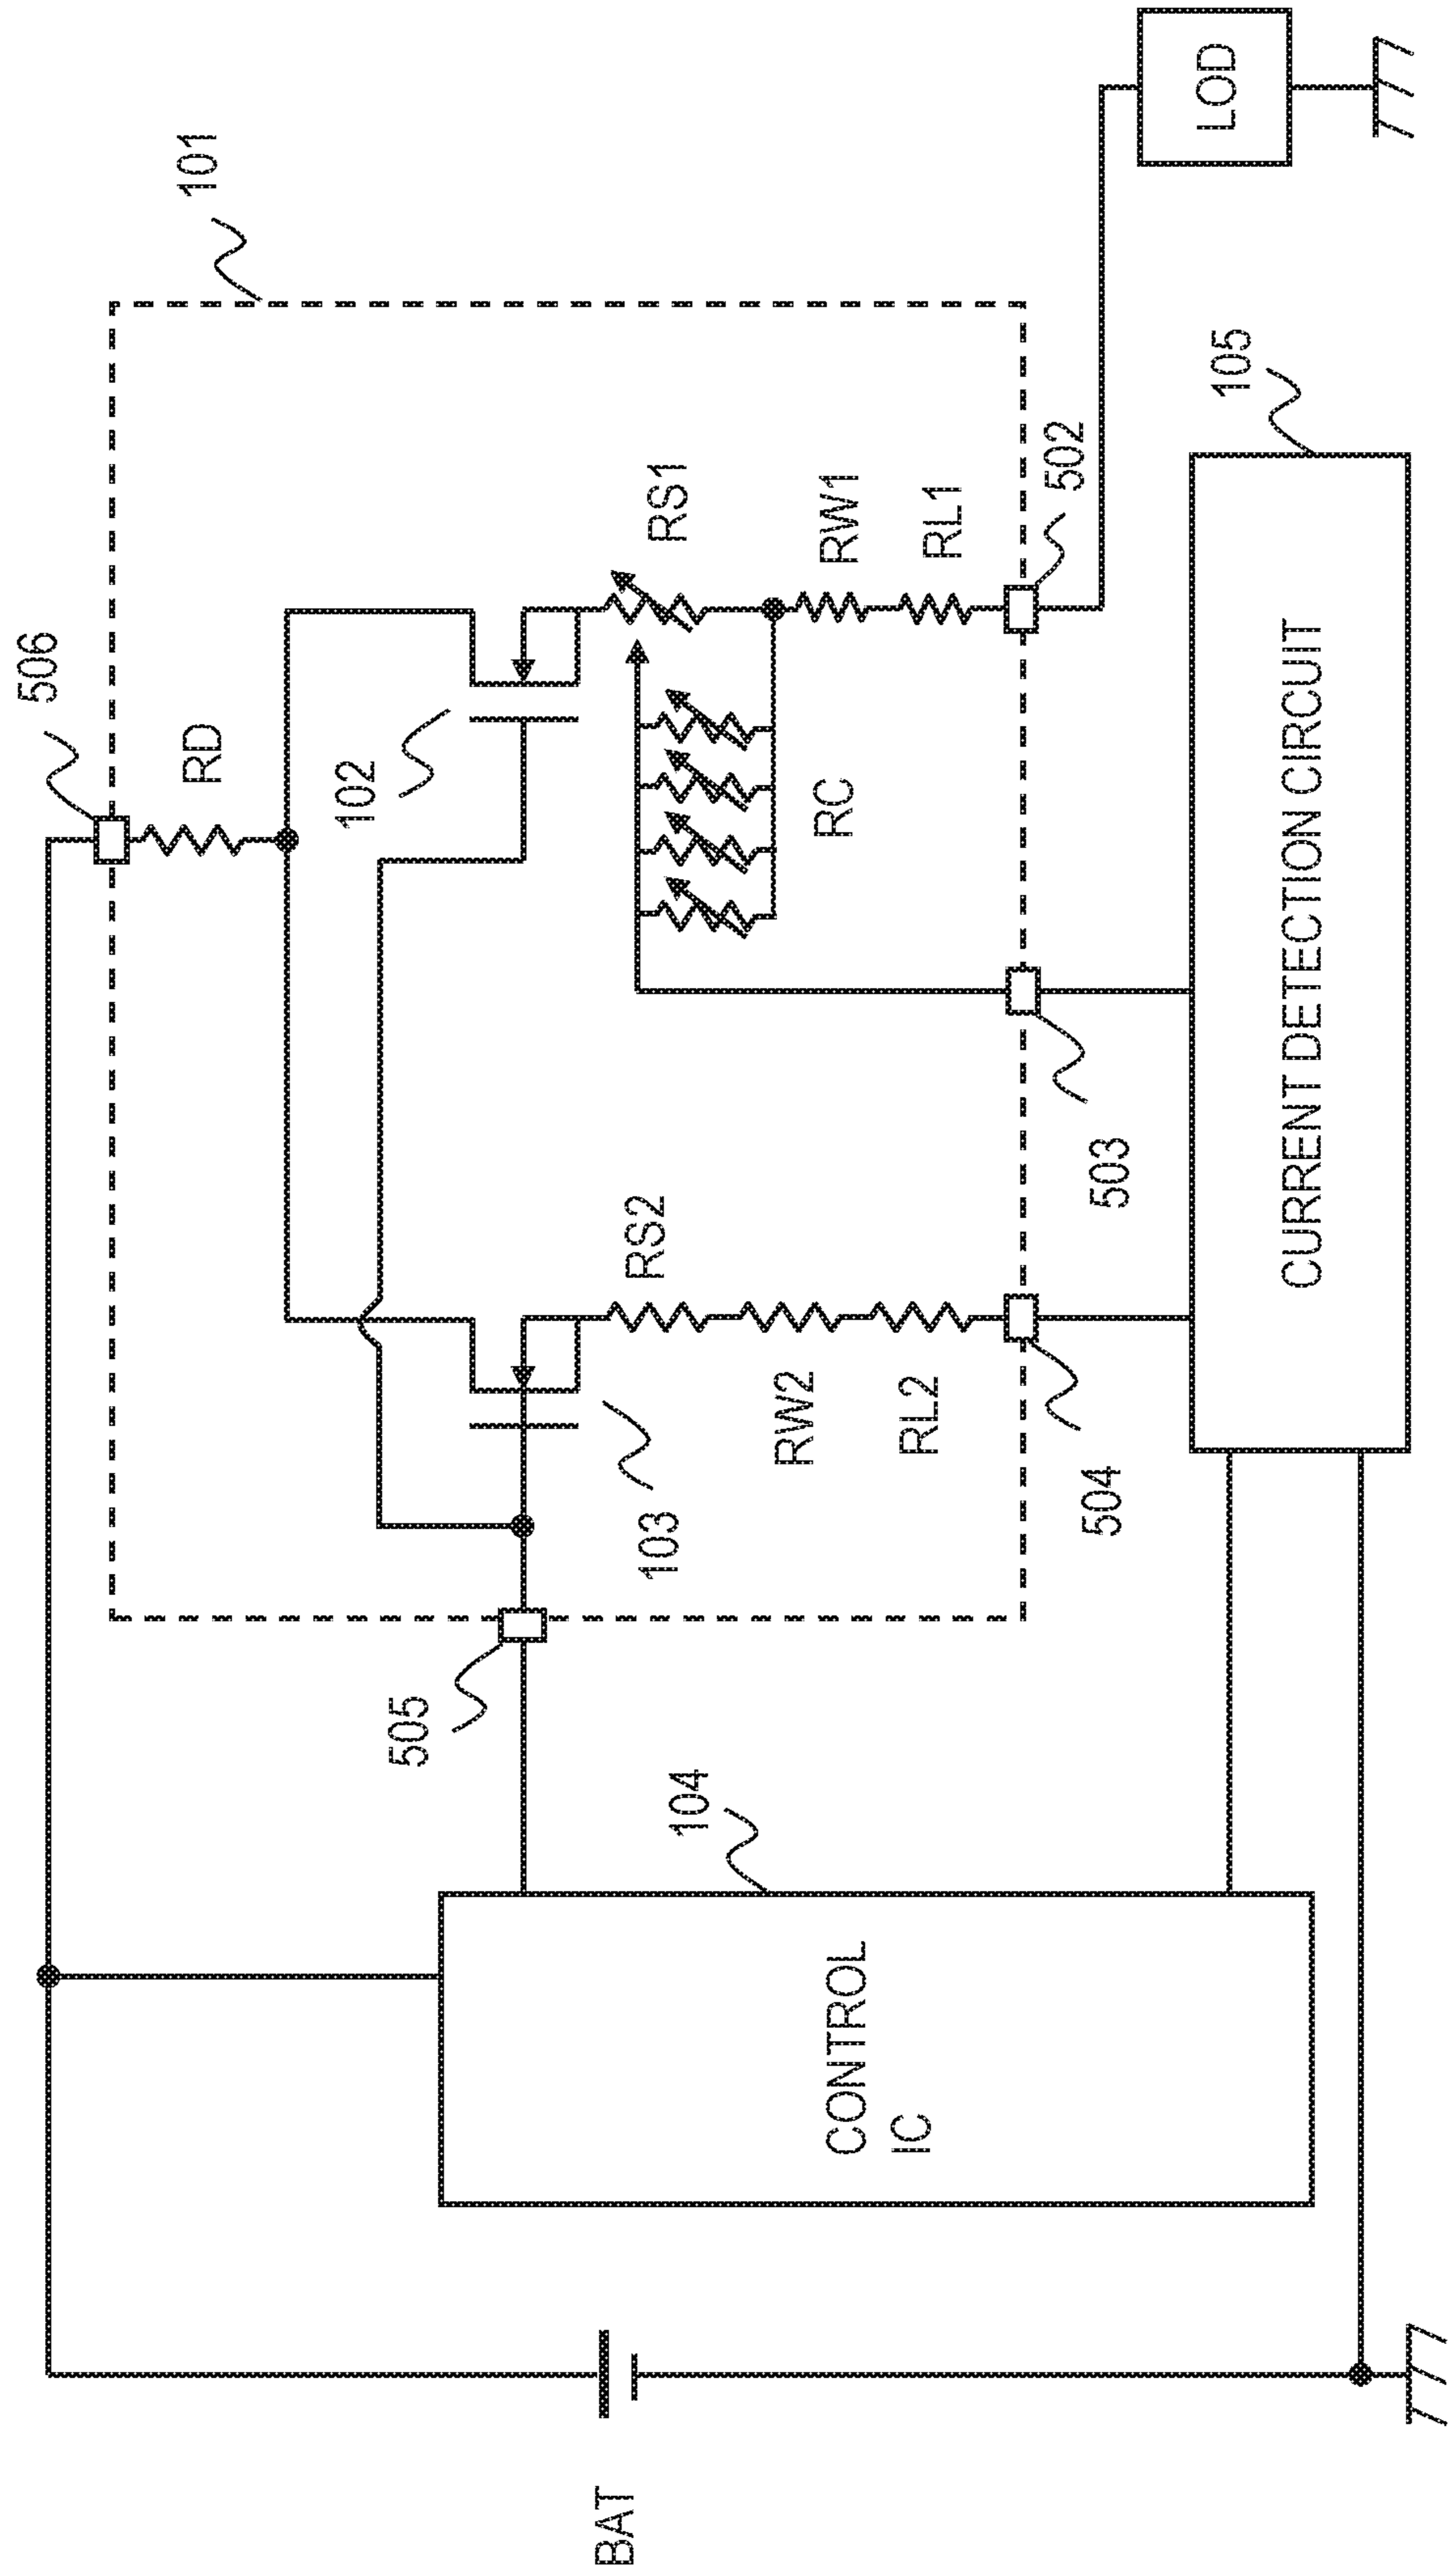 506
RD
101
102
RS1
RW1
RL1
RC
502
LOD
503
105
CURRENT DETECTION CIRCUIT
RS2
RW2
RL2
504
103
505
104
CONTROL
IC
BAT